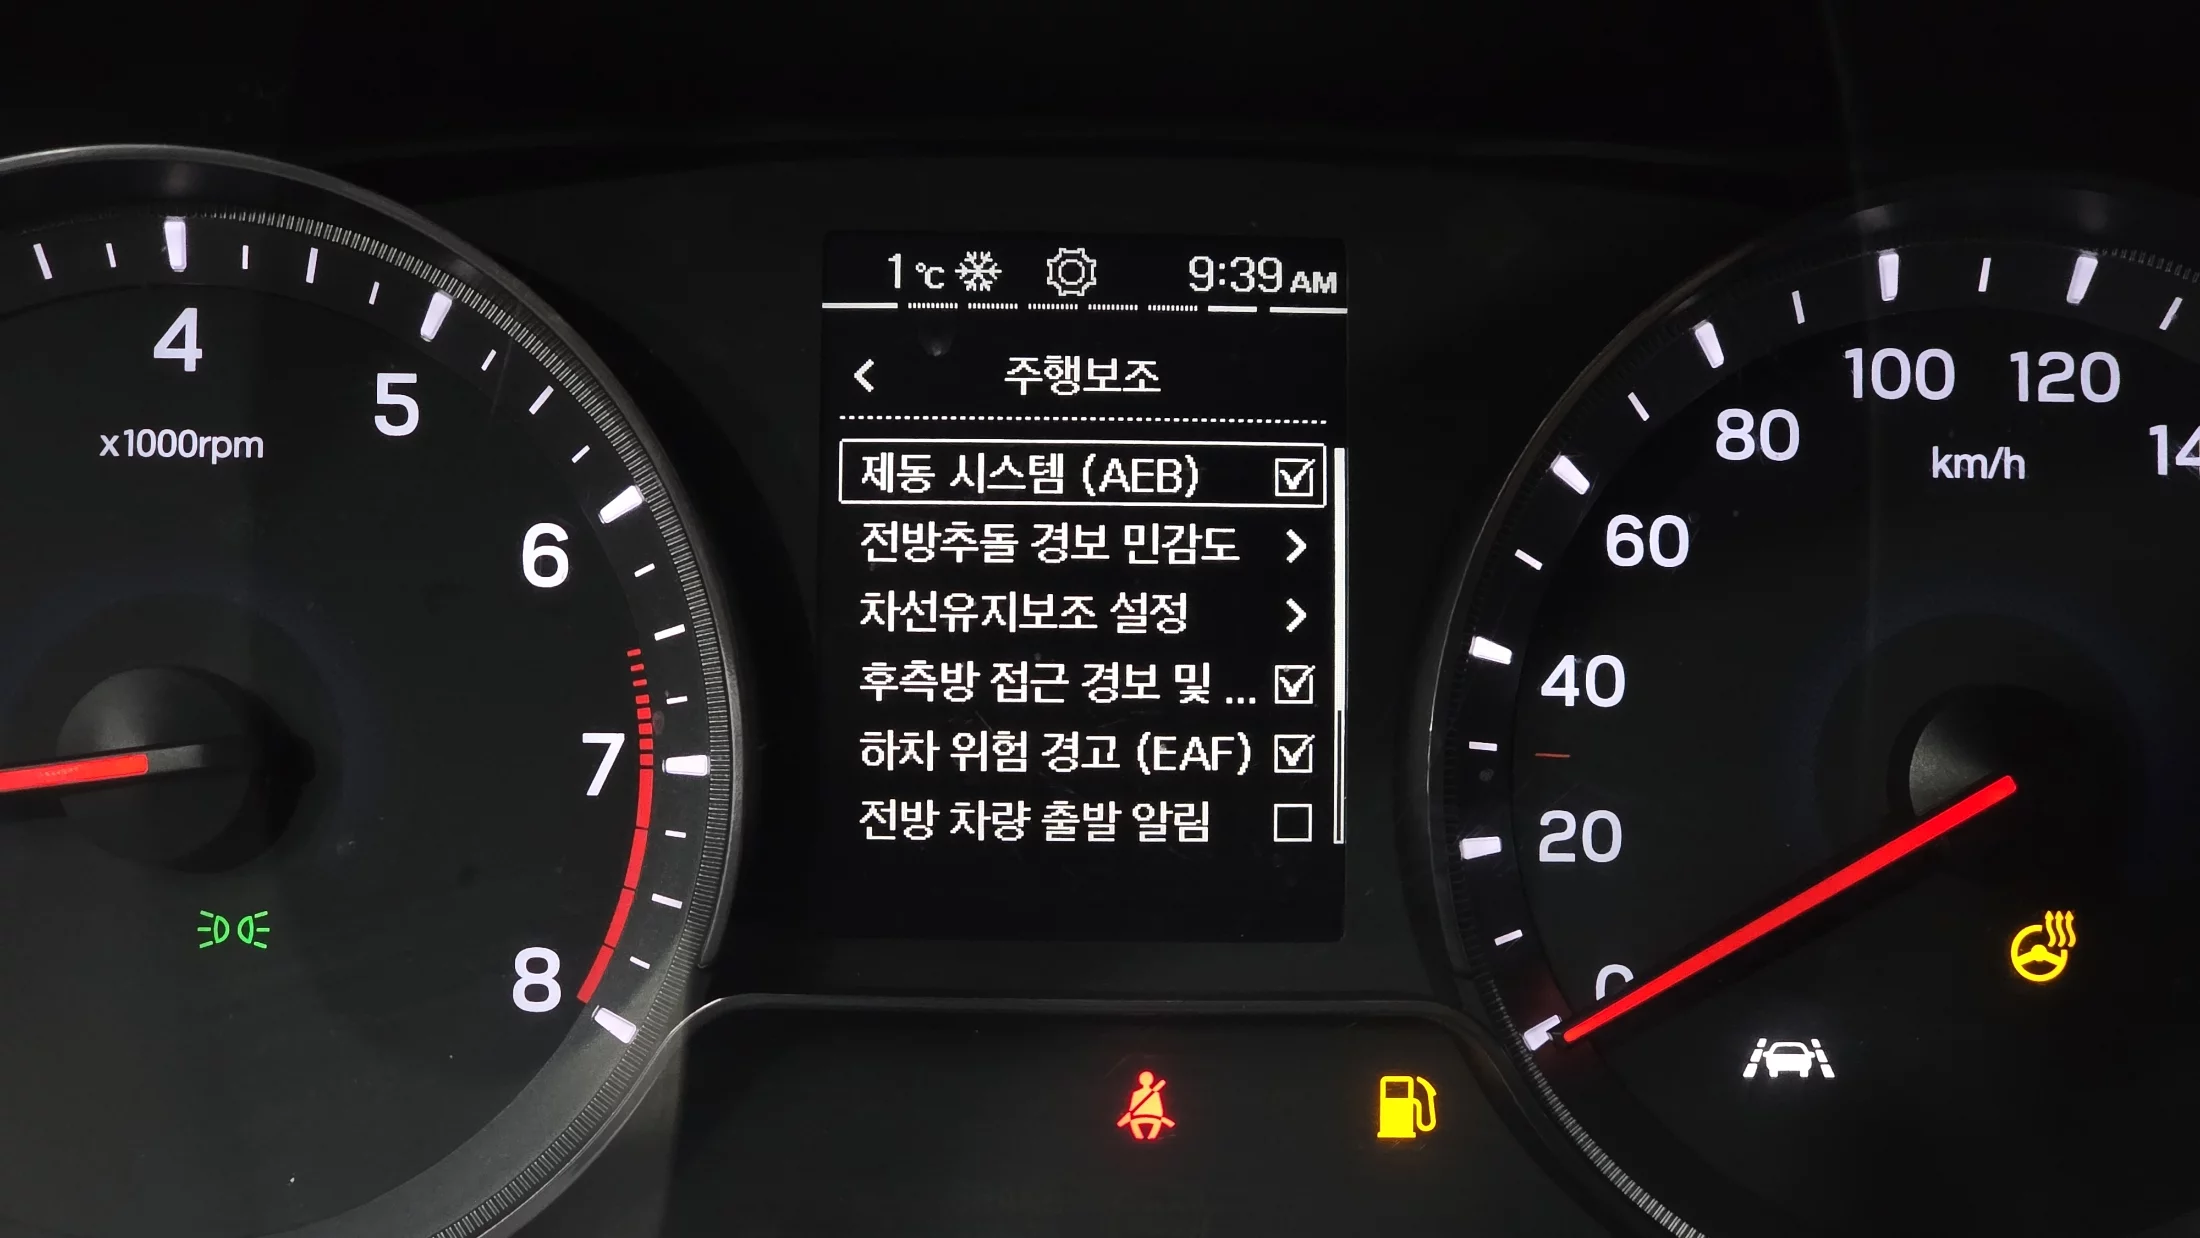 1 ℃ 9:39 AM
주행보조
제동 시스템 (AEB)
전방추돌 경보 민감도
차선유지보조 설정
후측방 접근 경보 및 ...
하차 위험 경고 (EAF)
전방 차량 출발 알림
4
5
6
7
8
x1000rpm
0
20
40
60
80
100
120
14
km/h